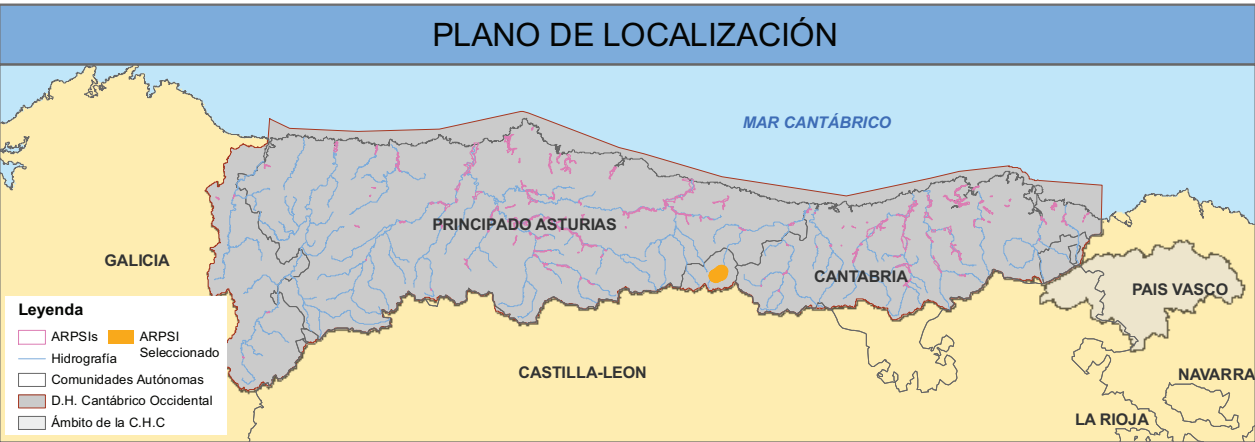 PLANO DE LOCALIZACIÓN
MAR CANTÁBRICO
PRINCIPADO ASTURIAS
GALICIA
CANTABRIA
PAIS VASCO
CASTILLA-LEON
NAVARRA
LA RIOJA
Leyenda
ARPSIs
ARPSI
Seleccionado
Hidrografía
Comunidades Autónomas
D.H. Cantábrico Occidental
Ámbito de la C.H.C